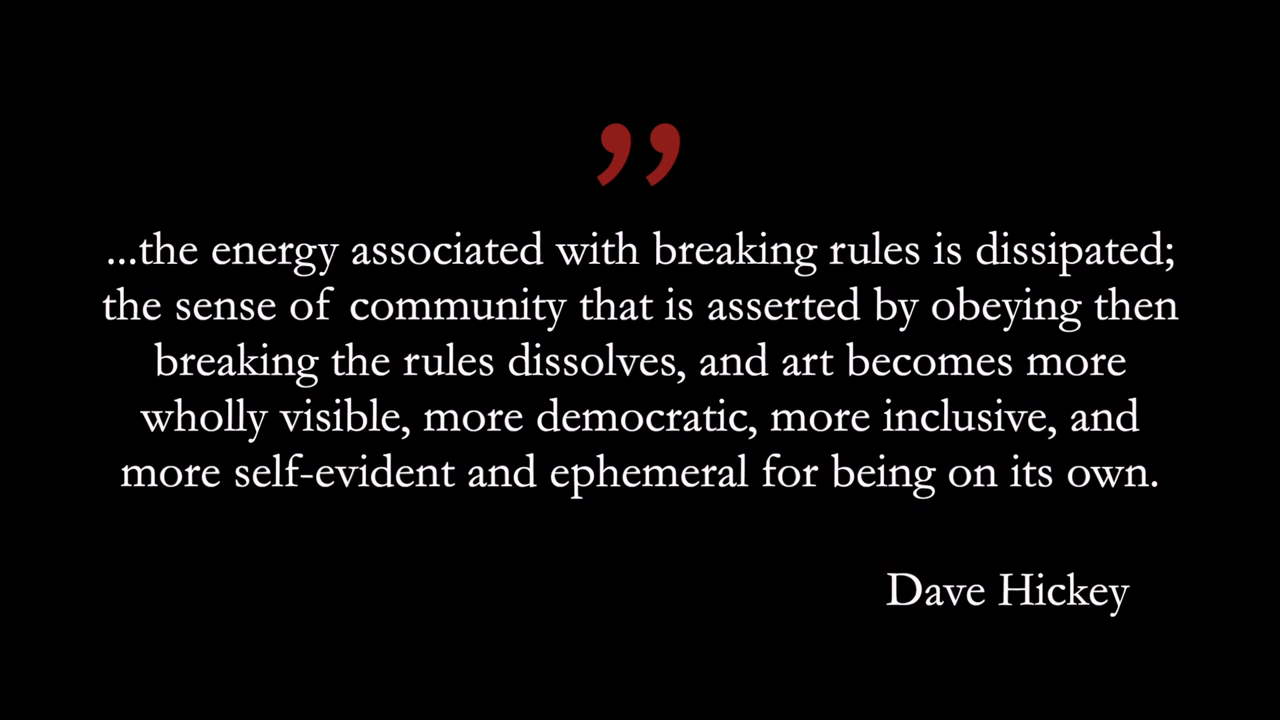 ”
...the energy associated with breaking rules is dissipated;
the sense of community that is asserted by obeying then
breaking the rules dissolves, and art becomes more
wholly visible, more democratic, more inclusive, and
more self-evident and ephemeral for being on its own.
Dave Hickey